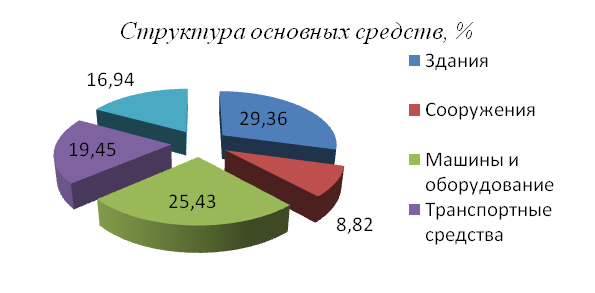 Структура основных средств, %
16,94
29,36
19,45
25,43
8,82
Здания
Сооружения
Машины и
оборудование
Транспортные
средства